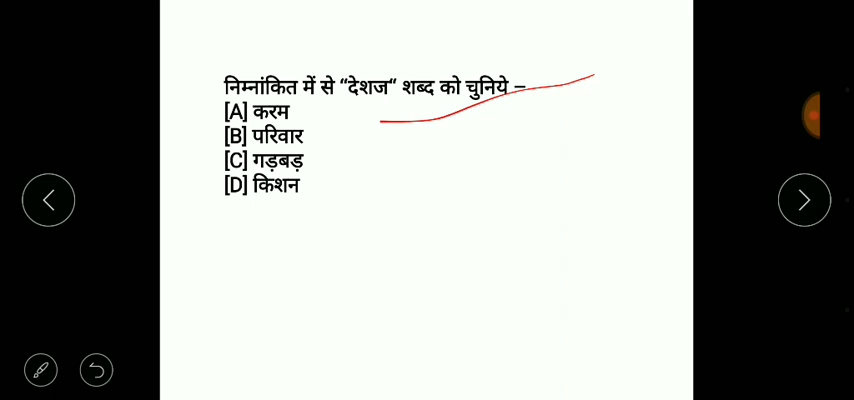 निम्नांकित में से “देशज“ शब्द को चुनिये –
[A] करम
[B] परिवार
[C] गड़बड़
[D] किशन